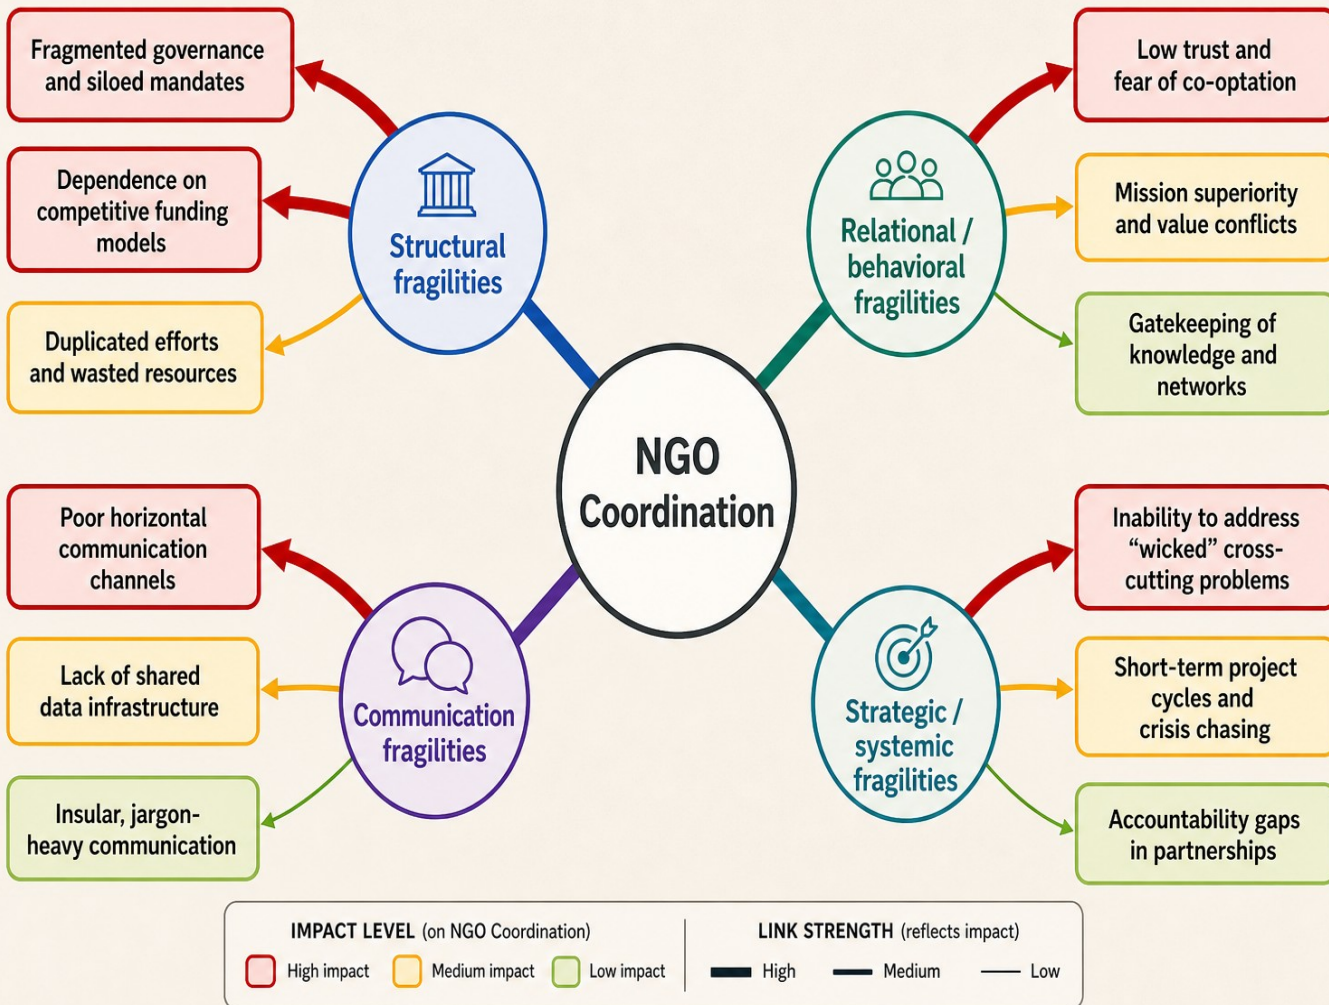 Fragmented governance
and siloed mandates
Dependence on
competitive funding
models
Duplicated efforts
and wasted resources
Structural
fragilities
Low trust and
fear of co-optation
Mission superiority
and value conflicts
Gatekeeping of
knowledge and
networks
Relational /
behavioral
fragilities
NGO
Coordination
Poor horizontal
communication
channels
Lack of shared
data infrastructure
Insular, jargon-
heavy communication
Communication
fragilities
Inability to address
“wicked” cross-
cutting problems
Short-term project
cycles and
crisis chasing
Accountability gaps
in partnerships
Strategic /
systemic
fragilities
IMPACT LEVEL (on NGO Coordination)
High impact
Medium impact
Low impact
LINK STRENGTH (reflects impact)
High
Medium
Low